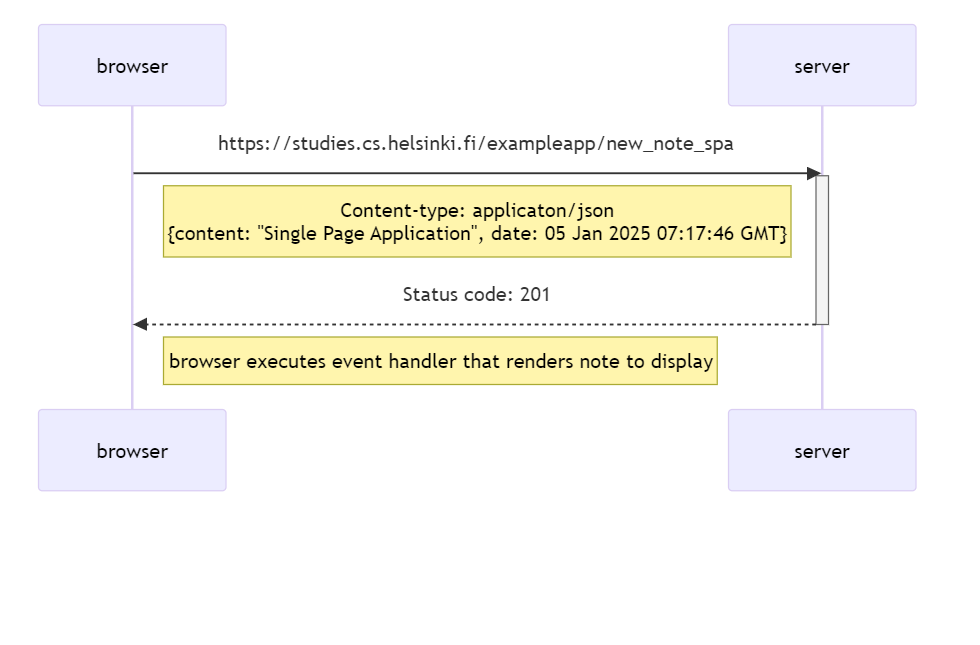 browser
server
https://studies.cs.helsinki.fi/exampleapp/new_note_spa
Content-type: applicaton/json
{content: "Single Page Application", date: 05 Jan 2025 07:17:46 GMT}
Status code: 201
browser executes event handler that renders note to display
browser
server